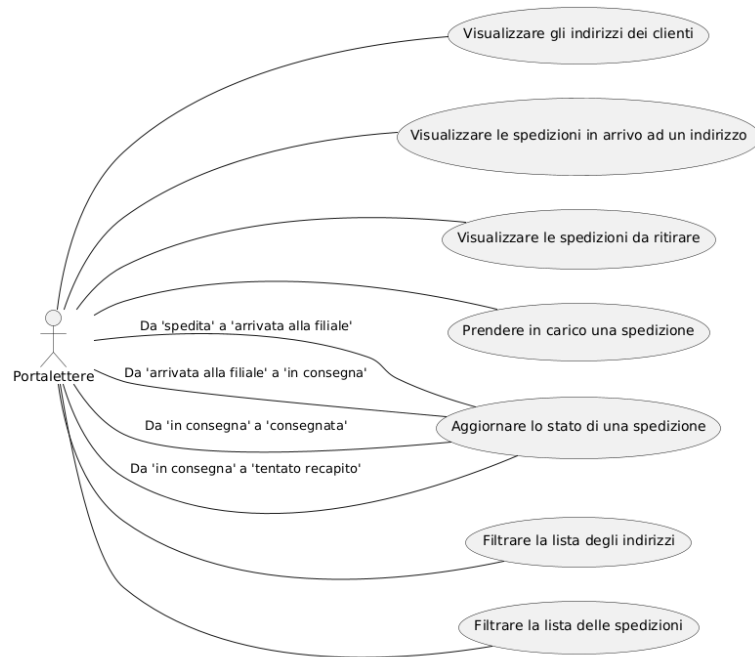 Visualizzare gli indirizzi dei clienti
Visualizzare le spedizioni in arrivo ad un indirizzo
Visualizzare le spedizioni da ritirare
Prendere in carico una spedizione
Da 'spedita' a 'arrivata alla filiale'
Portalettere
Da 'arrivata alla filiale' a 'in consegna'
Da 'in consegna' a 'consegnata'
Aggiornare lo stato di una spedizione
Da 'in consegna' a 'tentato recapito'
Filtrare la lista degli indirizzi
Filtrare la lista delle spedizioni